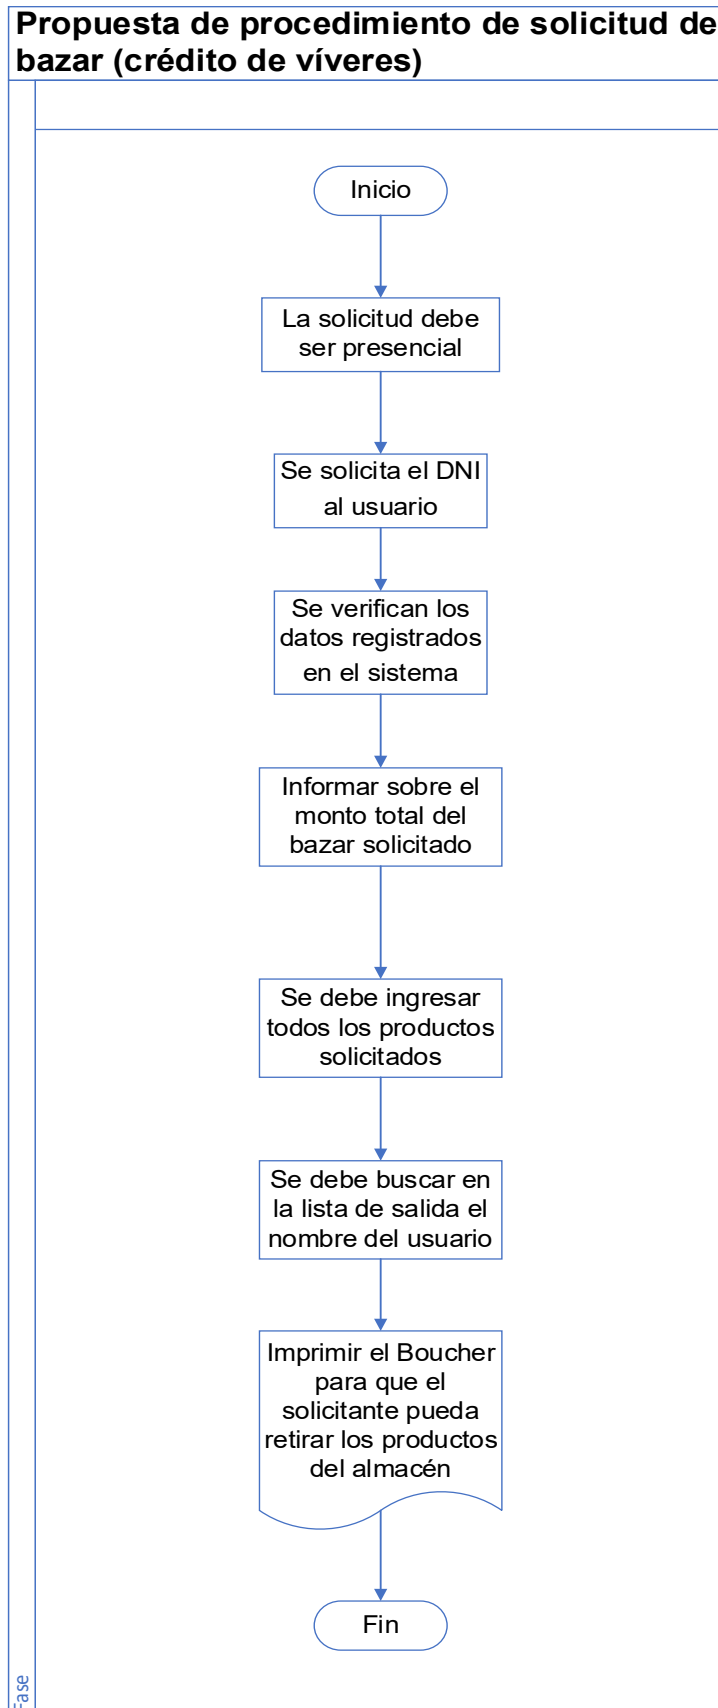 Propuesta de procedimiento de solicitud de
bazar (crédito de víveres)
Inicio
La solicitud debe
ser presencial
Se solicita el DNI
al usuario
Se verifican los
datos registrados
en el sistema
Informar sobre el
monto total del
bazar solicitado
Se debe ingresar
todos los productos
solicitados
Se debe buscar en
la lista de salida el
nombre del usuario
Imprimir el Boucher
para que el
solicitante pueda
retirar los productos
del almacén
Fin
Fase